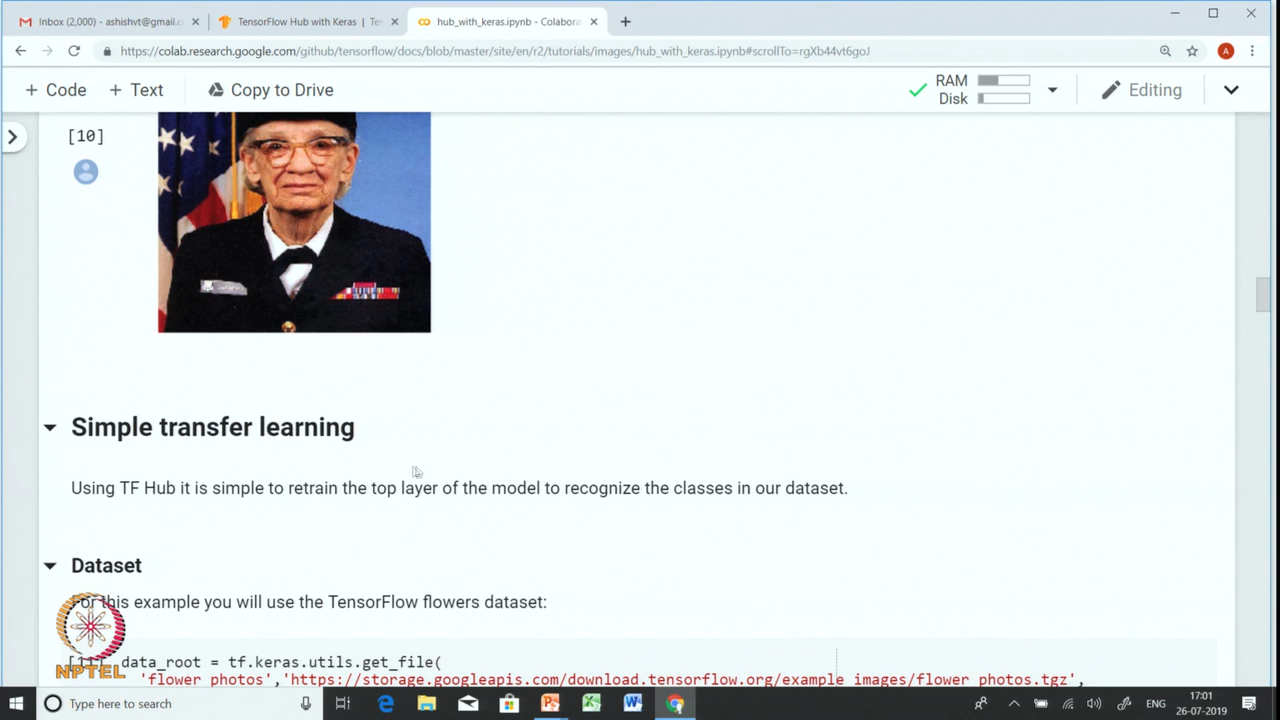 Inbox (2,000) - ashishvt@gmail.c
TensorFlow Hub with Keras | Ten
hub_with_keras.ipynb - Colabora
https://colab.research.google.com/github/tensorflow/docs/blob/master/site/en/r2/tutorials/images/hub_with_keras.ipynb#scrollTo=rgXb44vt6goJ
A
+ Code + Text Copy to Drive
RAM
Disk
Editing
[10]
Simple transfer learning
Using TF Hub it is simple to retrain the top layer of the model to recognize the classes in our dataset.
Dataset
For this example you will use the TensorFlow flowers dataset:
[11] data_root = tf.keras.utils.get_file(
'flower_photos','https://storage.googleapis.com/download.tensorflow.org/example_images/flower_photos.tgz',
NPTEL
Type here to search
ENG
17:01
26-07-2019